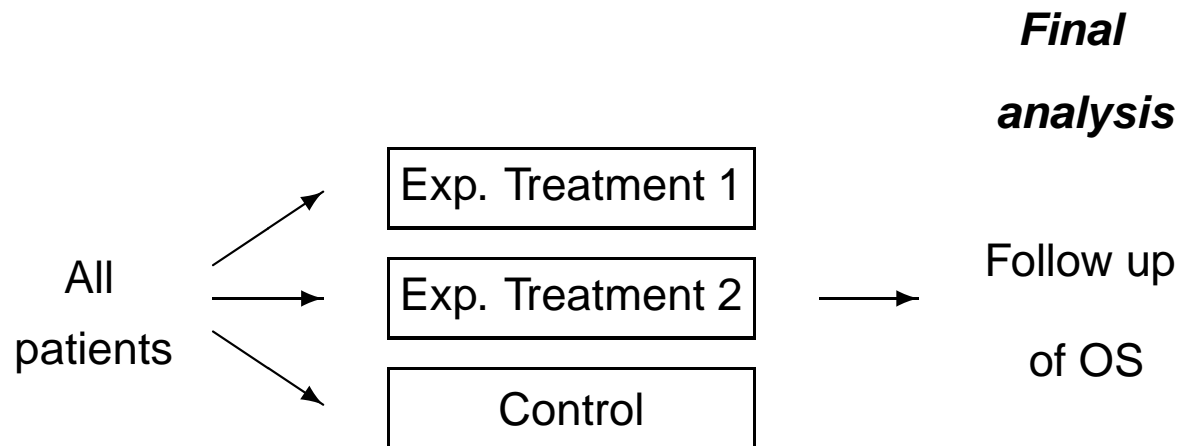 Final
analysis
Exp. Treatment 1
Exp. Treatment 2
Control
All
patients
Follow up
of OS